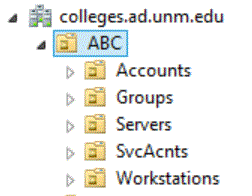 colleges.ad.unm.edu
ABC
Accounts
Groups
Servers
SvcAcnts
Workstations